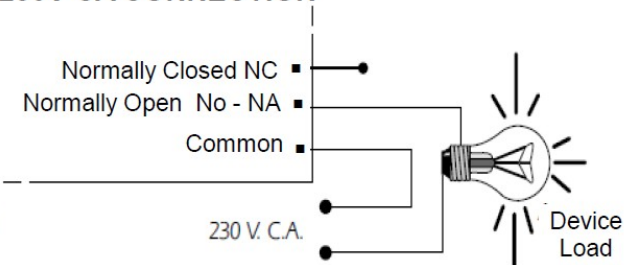 Normally Closed NC
Normally Open No - NA
Common
230 V. C.A.
Device
Load